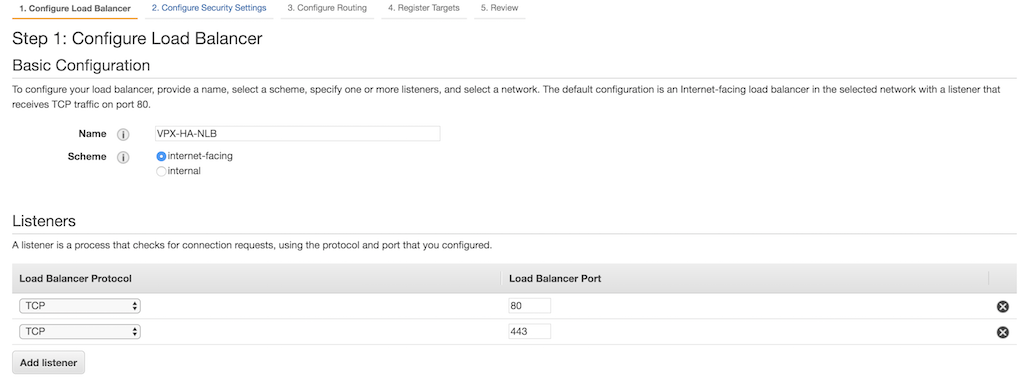 1. Configure Load Balancer 2. Configure Security Settings 3. Configure Routing 4. Register Targets 5. Review
Step 1: Configure Load Balancer
Basic Configuration
To configure your load balancer, provide a name, select a scheme, specify one or more listeners, and select a network. The default configuration is an Internet-facing load balancer in the selected network with a listener that
receives TCP traffic on port 80.
Name i VPX-HA-NLB
Scheme i internet-facing
internal
Listeners
A listener is a process that checks for connection requests, using the protocol and port that you configured.
Load Balancer Protocol Load Balancer Port
TCP 80
TCP 443
Add listener